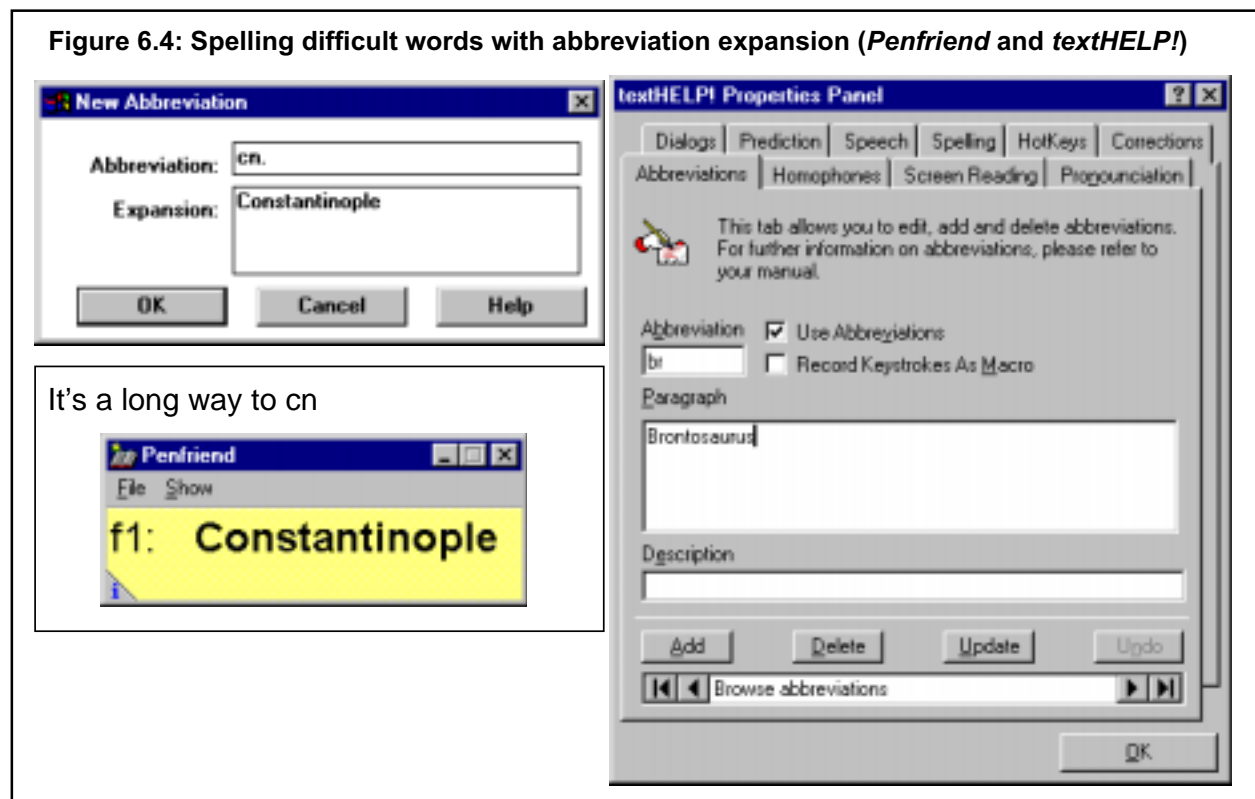 Figure 6.4: Spelling difficult words with abbreviation expansion (Penfriend and textHELP!)
New Abbreviation
Abbreviation: cn.
Expansion: Constantinople
OK Cancel Help
It's a long way to cn
Penfriend
File Show
f1: Constantinople
i
textHELP! Properties Panel
Dialogs Prediction Speech Spelling HotKeys Corrections
Abbreviations Homophones Screen Reading Pronounciation
This tab allows you to edit, add and delete abbreviations.
For further information on abbreviations, please refer to
your manual.
Abbreviation Use Abbreviations
br Record Keystrokes As Macro
Paragraph
Brontosaurus
Description
Add Delete Update Undo
Browse abbreviations
OK